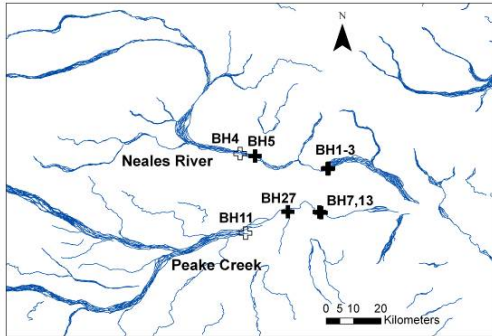 N
BH4 BH5
Neales River
BH1-3
BH27 BH7,13
BH11
Peake Creek
0 5 10 20
Kilometers